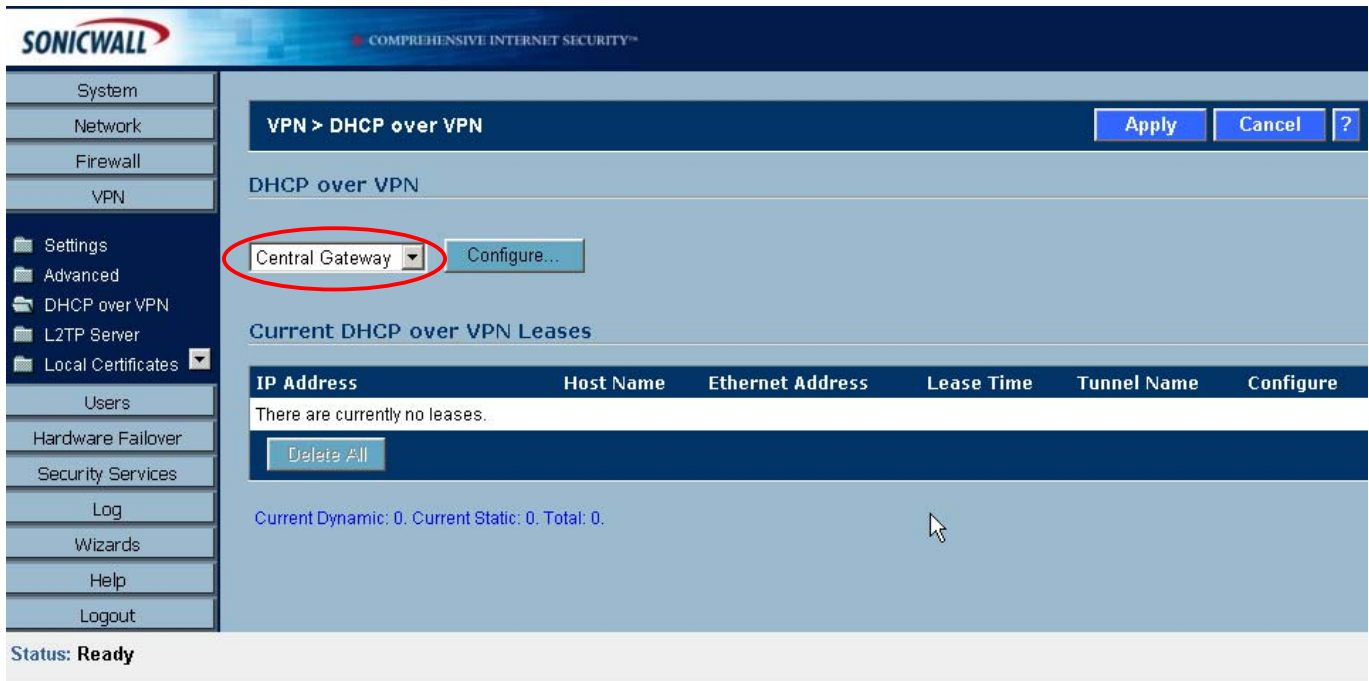 SONICWALL
COMPREHENSIVE INTERNET SECURITY™
System
Network
Firewall
VPN
Settings
Advanced
DHCP over VPN
L2TP Server
Local Certificates
Users
Hardware Failover
Security Services
Log
Wizards
Help
Logout
VPN > DHCP over VPN
Apply
Cancel
?
DHCP over VPN
Central Gateway
Configure...
Current DHCP over VPN Leases
IP Address Host Name Ethernet Address Lease Time Tunnel Name Configure
There are currently no leases.
Delete All
Current Dynamic: 0. Current Static: 0. Total: 0.
Status: Ready